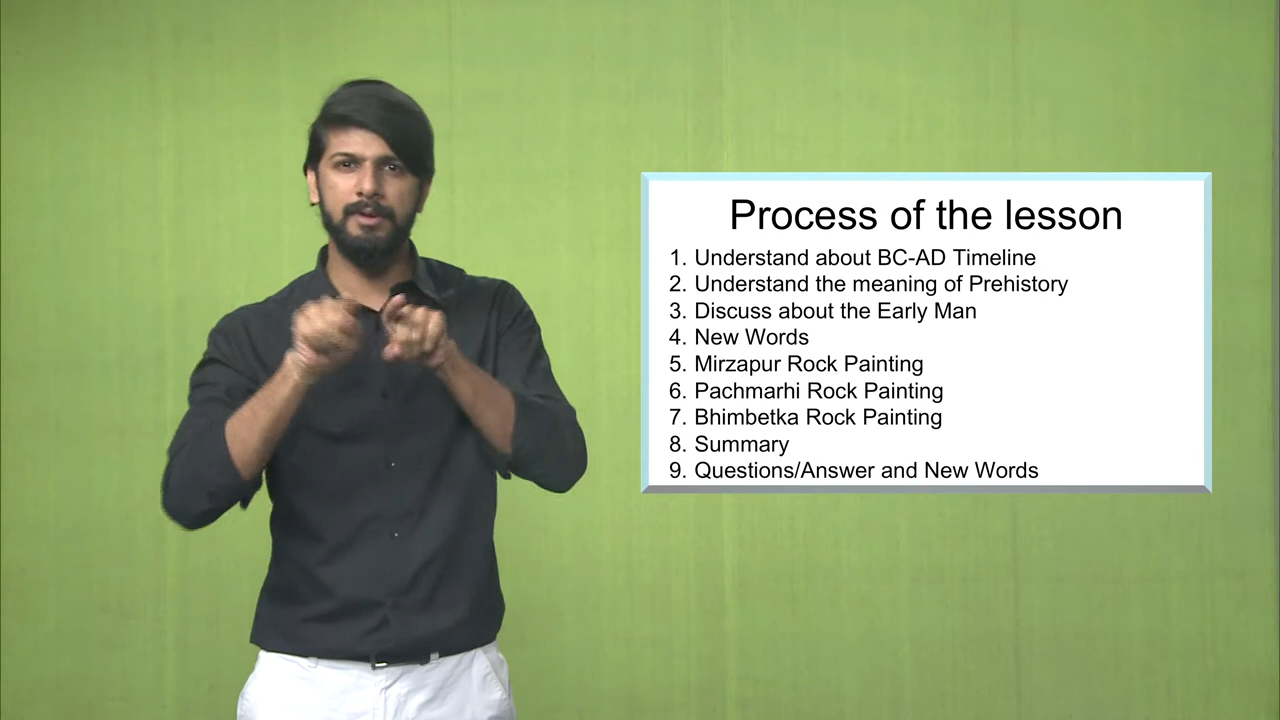 Process of the lesson
1. Understand about BC-AD Timeline
2. Understand the meaning of Prehistory
3. Discuss about the Early Man
4. New Words
5. Mirzapur Rock Painting
6. Pachmarhi Rock Painting
7. Bhimbetka Rock Painting
8. Summary
9. Questions/Answer and New Words